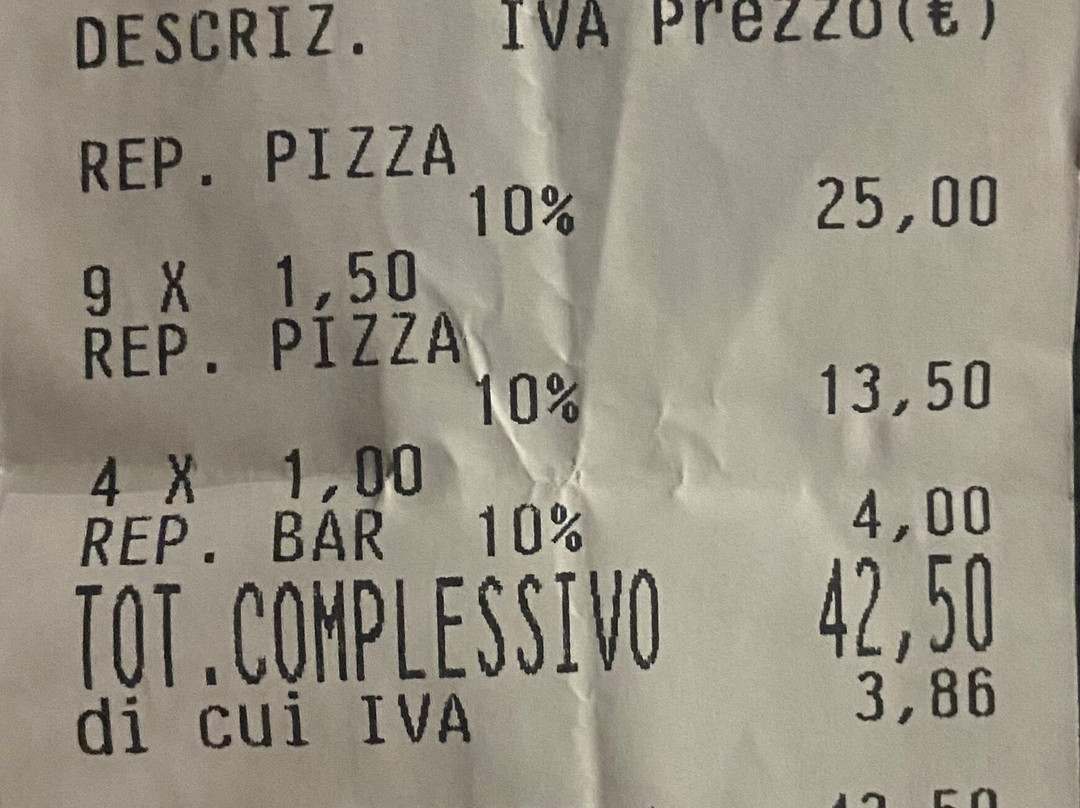 DESCRIZ. IVA Prezzo(€)
REP. PIZZA
10% 25,00
9 X 1,50
REP. PIZZA
10% 13,50
4 X 1,00
REP. BAR 10% 4,00
TOT.COMPLESSIVO 42,50
di cui IVA 3,86